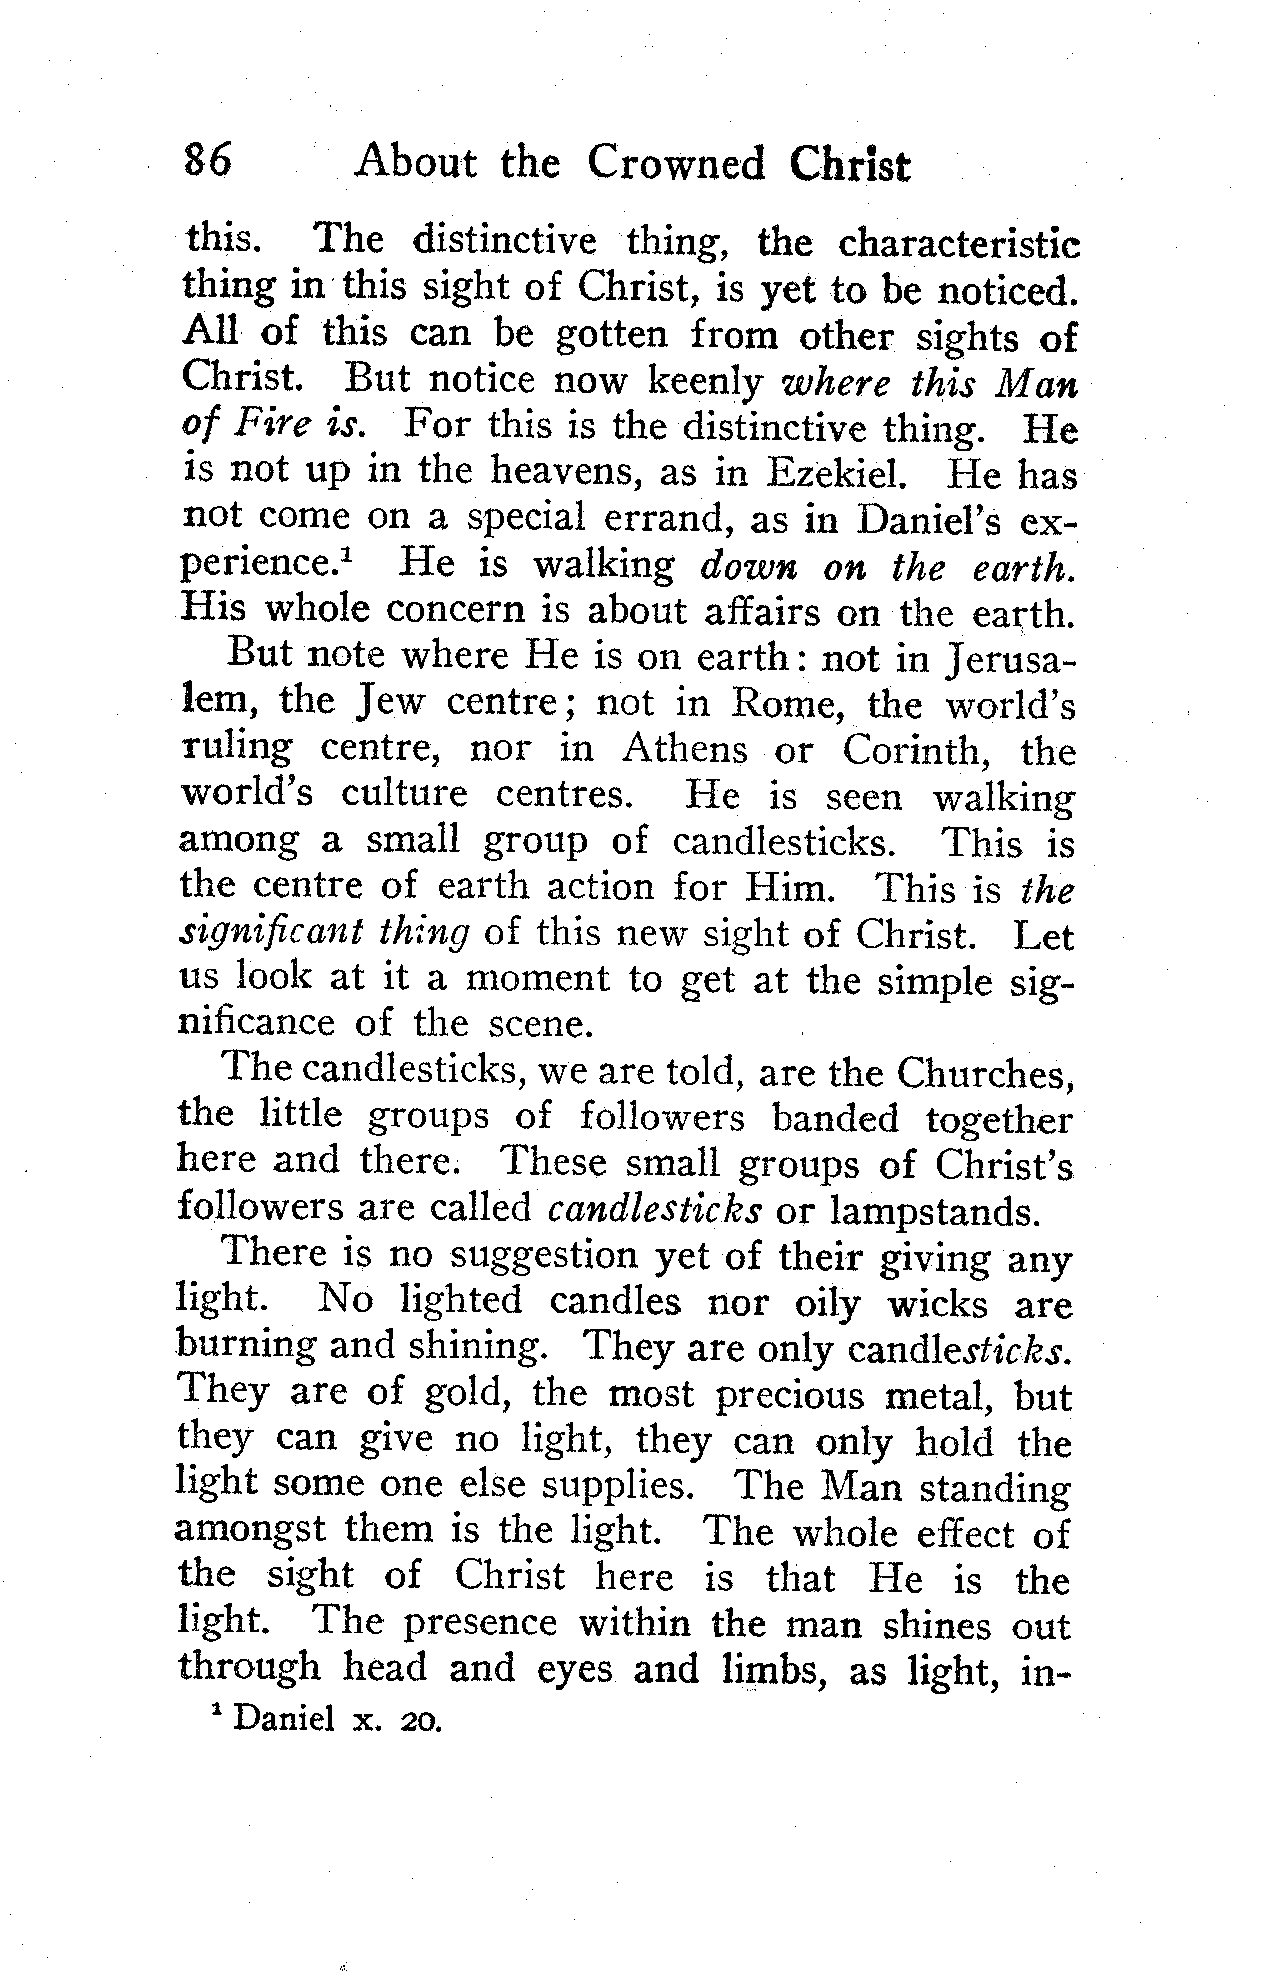 86 About the Crowned Christ
this. The distinctive thing, the characteristic
thing in this sight of Christ, is yet to be noticed.
All of this can be gotten from other sights of
Christ. But notice now keenly where this Man
of Fire is. For this is the distinctive thing. He
is not up in the heavens, as in Ezekiel. He has
not come on a special errand, as in Daniel's ex-
perience.¹ He is walking down on the earth.
His whole concern is about affairs on the earth.
But note where He is on earth: not in Jerusa-
lem, the Jew centre; not in Rome, the world's
ruling centre, nor in Athens or Corinth, the
world's culture centres. He is seen walking
among a small group of candlesticks. This is
the centre of earth action for Him. This is the
significant thing of this new sight of Christ. Let
us look at it a moment to get at the simple sig-
nificance of the scene.
The candlesticks, we are told, are the Churches,
the little groups of followers banded together
here and there. These small groups of Christ's
followers are called candlesticks or lampstands.
There is no suggestion yet of their giving any
light. No lighted candles nor oily wicks are
burning and shining. They are only candlesticks.
They are of gold, the most precious metal, but
they can give no light, they can only hold the
light some one else supplies. The Man standing
amongst them is the light. The whole effect of
the sight of Christ here is that He is the
light. The presence within the man shines out
through head and eyes and limbs, as light, in-
¹ Daniel x. 20.